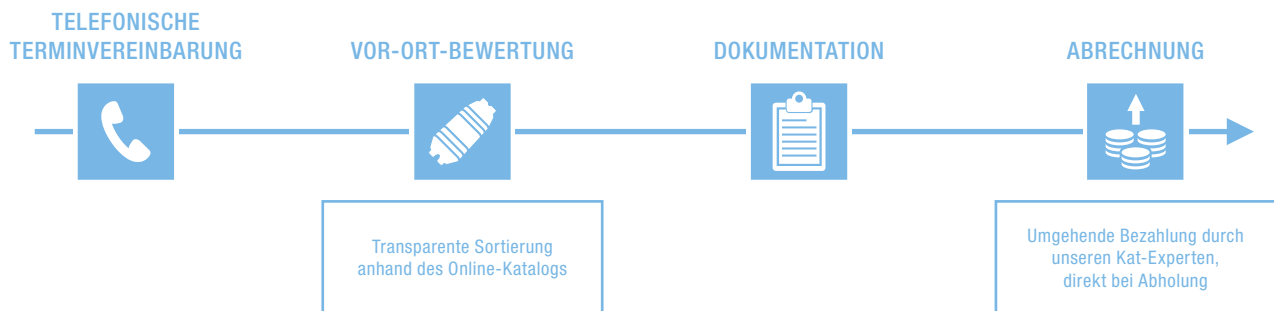 TELEFONISCHE
TERMINVEREINBARUNG
VOR-ORT-BEWERTUNG
DOKUMENTATION
ABRECHNUNG
Transparente Sortierung
anhand des Online-Katalogs
Umgehende Bezahlung durch
unseren Kat-Experten,
direkt bei Abholung